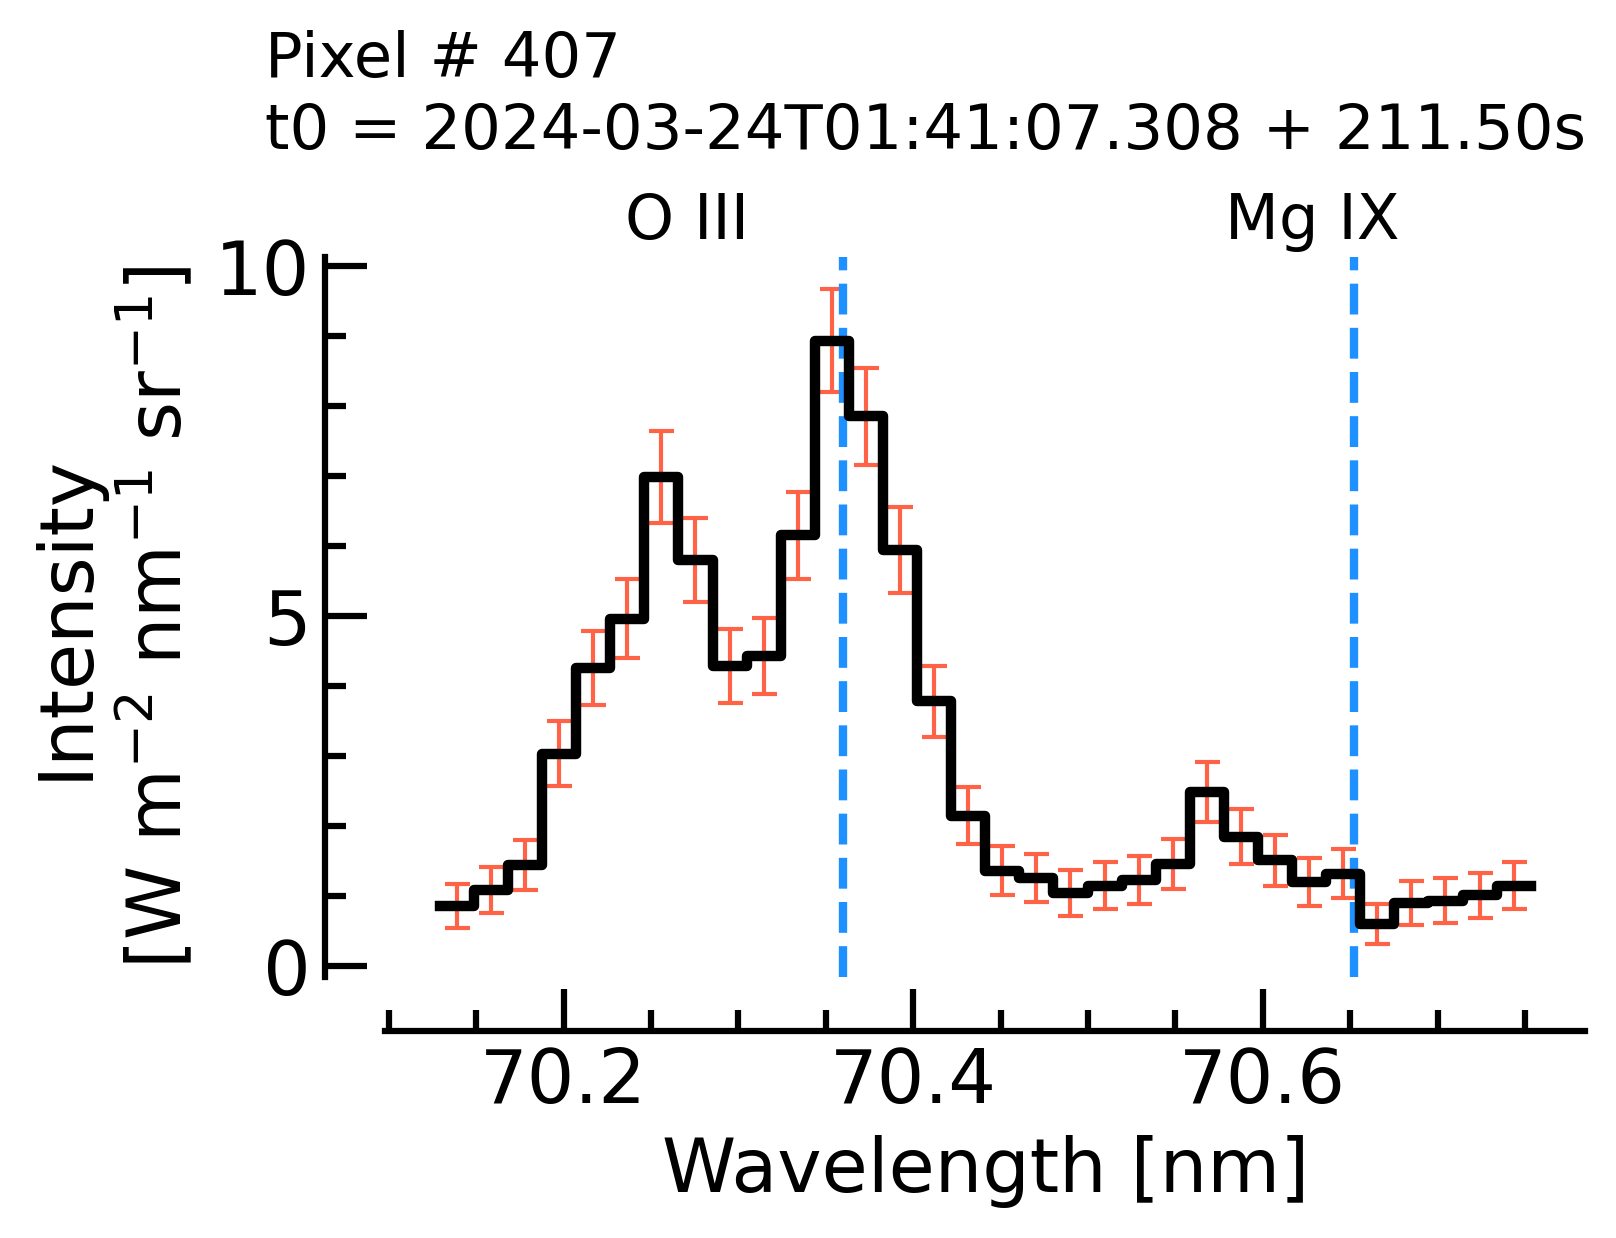 Pixel # 407
t0 = 2024-03-24T01:41:07.308 + 211.50s
O III
Mg IX
Intensity
[W m⁻² nm⁻¹ sr⁻¹]
10
5
0
70.2
70.4
70.6
Wavelength [nm]